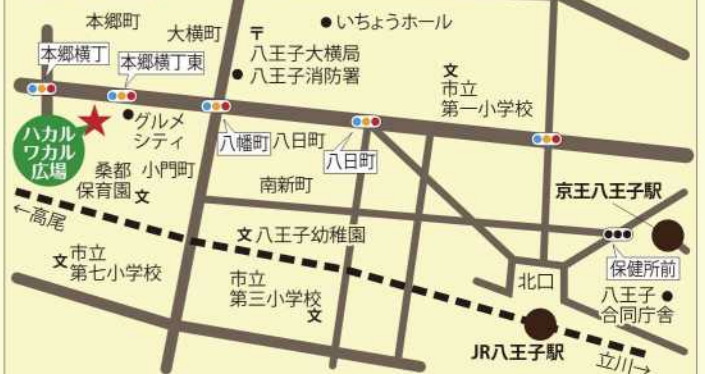 本郷町
大横町
〒
八王子大横局
八王子消防署
いちょうホール
本郷横丁
本郷横丁東
文
市立
第一小学校
グルメ
シティ
ハカル
ワカル
広場
八幡町
八日町
八日町
桑都
保育園
文
小門町
南新町
京王八王子駅
←高尾
文
八王子幼稚園
保健所前
文
市立
第七小学校
市立
第三小学校
文
北口
八王子
合同庁舎
JR八王子駅
立川→